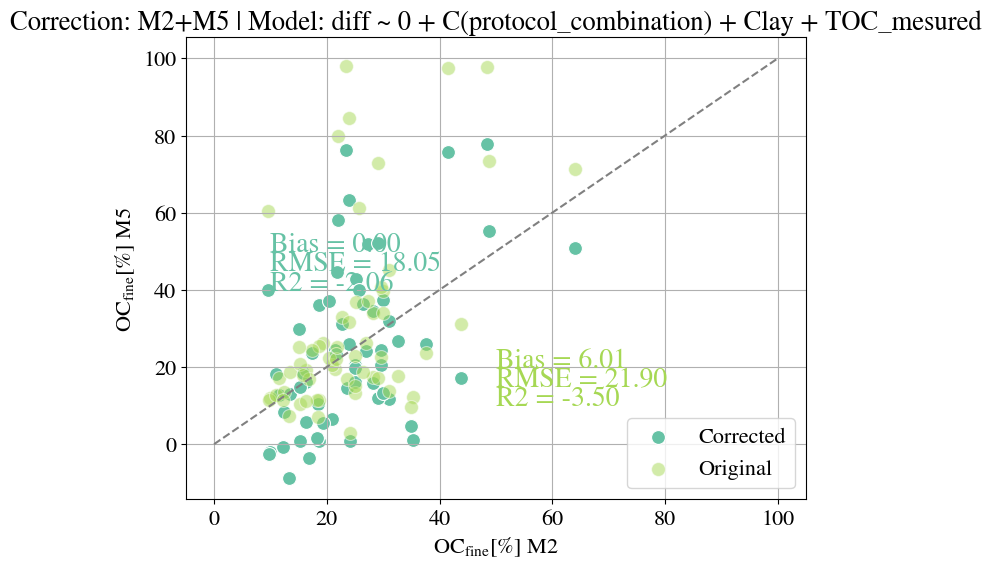 Correction: M2+M5 | Model: diff ~ 0 + C(protocol_combination) + Clay + TOC_mesured
100
80
60
40
20
0
OCfine[%] M5
Bias = 0.00
RMSE = 18.05
R2 = -2.06
Bias = 6.01
RMSE = 21.90
R2 = -3.50
Corrected
Original
0
20
40
60
80
100
OCfine[%] M2